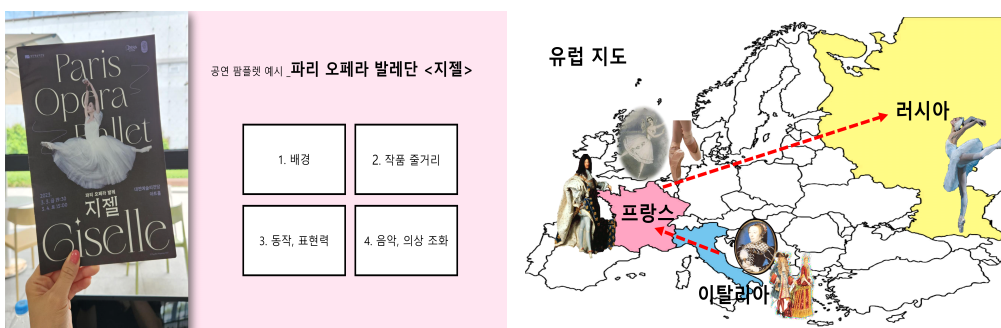 Paris
Opera
Ballet
파리 오페라 발레
지젤
Giselle
공연 팜플렛 예시 _파리 오페라 발레단 <지젤>
1. 배경
2. 작품 줄거리
3. 동작, 표현력
4. 음악, 의상 조화
유럽 지도
러시아
프랑스
이탈리아